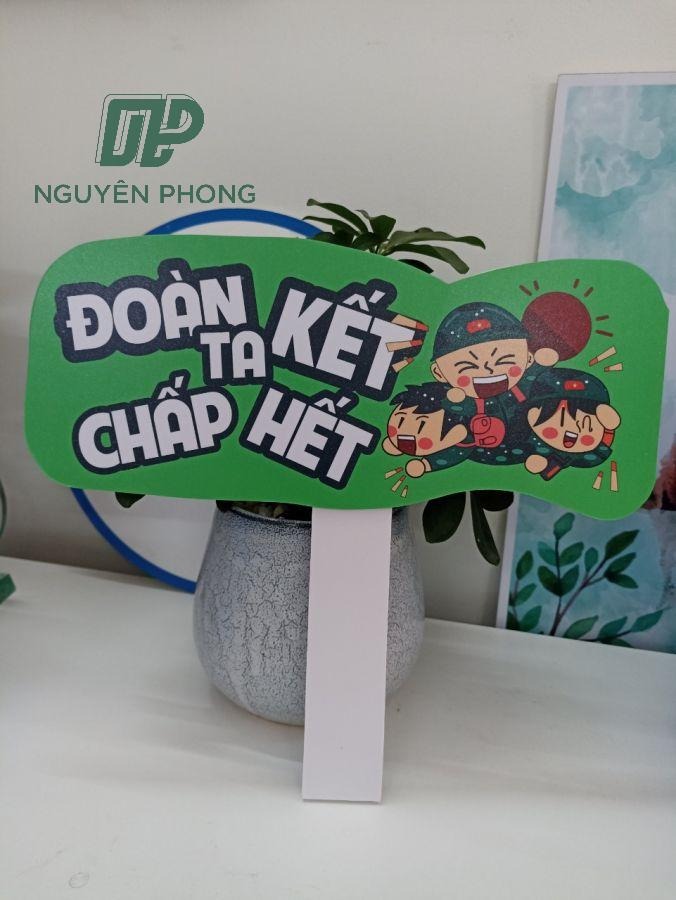 NGUYÊN PHONG
ĐOÀN KẾT
TA
CHẤP HẾT